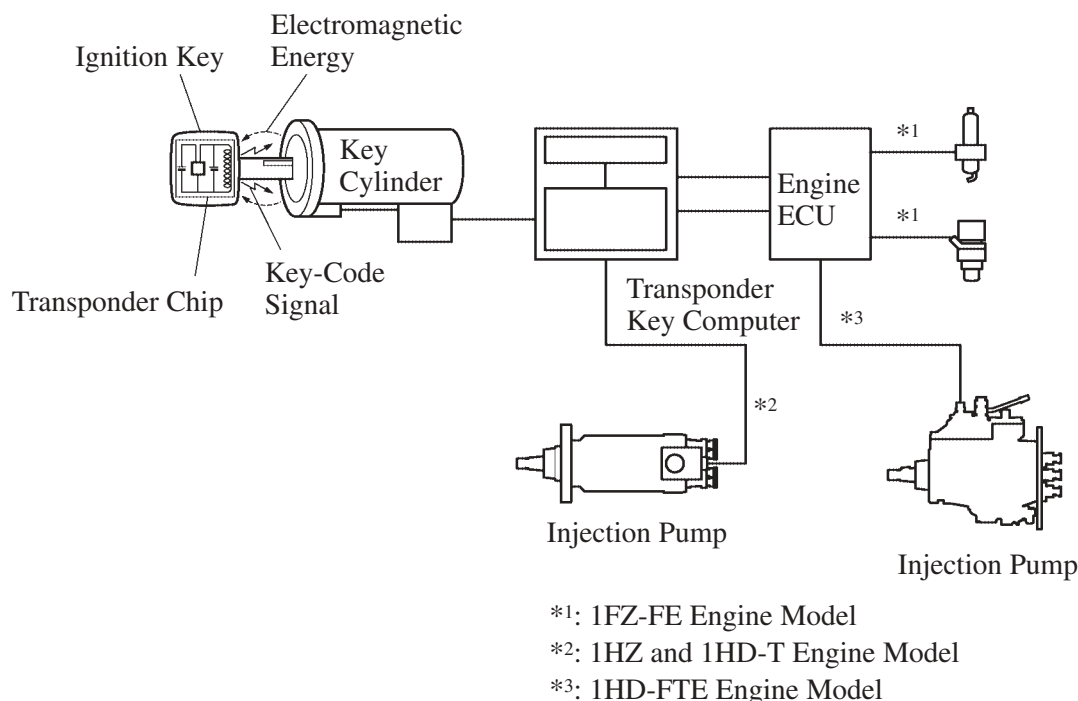 Electromagnetic
Energy
Ignition Key
Key
Cylinder
Engine
ECU
*1
*1
Key-Code
Signal
Transponder Chip
Transponder
Key Computer
*3
*2
Injection Pump
Injection Pump
*1: 1FZ-FE Engine Model
*2: 1HZ and 1HD-T Engine Model
*3: 1HD-FTE Engine Model